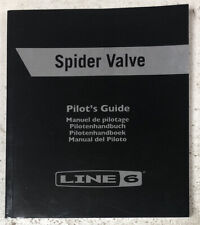 Spider Valve
Pilot's Guide
Manuel de pilotage
Pilotenhandbuch
Pilotenhandboek
Manual del Piloto
LINE 6